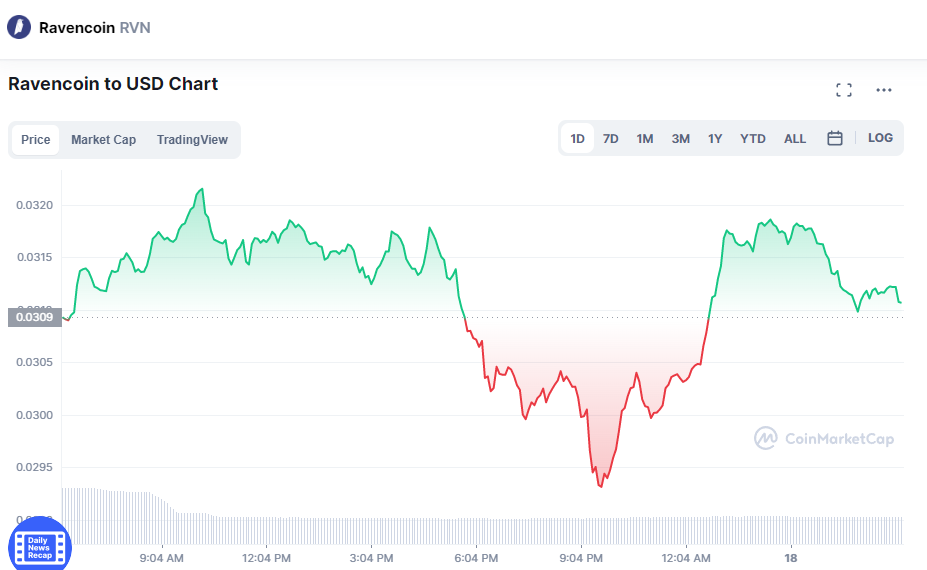 Ravencoin RVN
Ravencoin to USD Chart
Price Market Cap TradingView
1D 7D 1M 3M 1Y YTD ALL LOG
0.0320
0.0315
0.0309
0.0305
0.0300
0.0295
CoinMarketCap
Daily
News
Recap
9:04 AM 12:04 PM 3:04 PM 6:04 PM 9:04 PM 12:04 AM 18